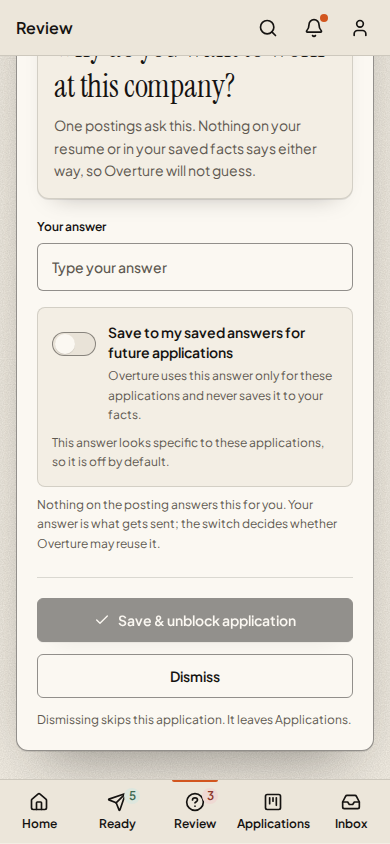 Review
at this company?
One postings ask this. Nothing on your
resume or in your saved facts says either
way, so Overture will not guess.
Your answer
Type your answer
Save to my saved answers for
future applications
Overture uses this answer only for these
applications and never saves it to your
facts.
This answer looks specific to these applications,
so it is off by default.
Nothing on the posting answers this for you. Your
answer is what gets sent; the switch decides whether
Overture may reuse it.
Save & unblock application
Dismiss
Dismissing skips this application. It leaves Applications.
5
3
Home
Ready
Review
Applications
Inbox